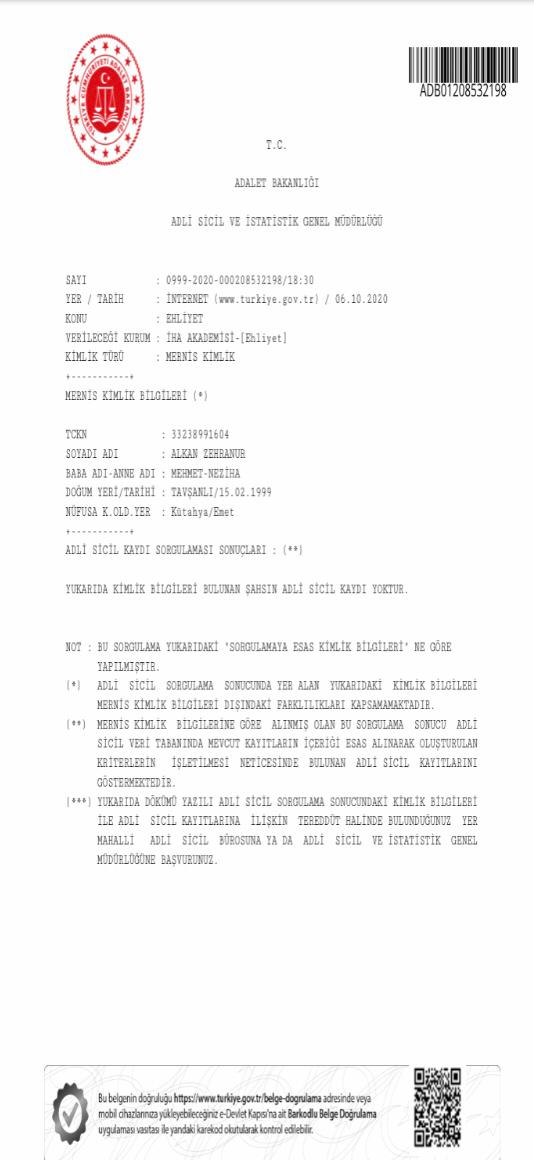 TÜRKİYE CUMHURİYETİ ADALET BAKANLIĞI
ADB01208532198
T.C.
ADALET BAKANLIĞI
ADLİ SİCİL VE İSTATİSTİK GENEL MÜDÜRLÜĞÜ
SAYI : 0999-2020-000208532198/18:30
YER / TARİH : İNTERNET (www.turkiye.gov.tr) / 06.10.2020
KONU : EHLİYET
VERİLECEĞİ KURUM : İHA AKADEMİSİ-[Ehliyet]
KİMLİK TÜRÜ : MERNİS KİMLİK
+-----------+
MERNİS KİMLİK BİLGİLERİ (*)
TCKN : 33238991604
SOYADI ADI : ALKAN ZEHRANUR
BABA ADI-ANNE ADI : MEHMET-NEZİHA
DOĞUM YERİ/TARİHİ : TAVŞANLI/15.02.1999
NÜFUSA K.OLD.YER : Kütahya/Emet
+-----------+
ADLİ SİCİL KAYDI SORGULAMASI SONUÇLARI : (**)
YUKARIDA KİMLİK BİLGİLERİ BULUNAN ŞAHSIN ADLİ SİCİL KAYDI YOKTUR.
NOT : BU SORGULAMA YUKARIDAKİ 'SORGULAMAYA ESAS KİMLİK BİLGİLERİ' NE GÖRE
YAPILMIŞTIR.
(*) ADLİ SİCİL SORGULAMA SONUCUNDA YER ALAN YUKARIDAKİ KİMLİK BİLGİLERİ
MERNİS KİMLİK BİLGİLERİ DIŞINDAKİ FARKLILIKLARI KAPSAMAMAKTADIR.
(**) MERNİS KİMLİK BİLGİLERİNE GÖRE ALINMIŞ OLAN BU SORGULAMA SONUCU ADLİ
SİCİL VERİ TABANINDA MEVCUT KAYITLARIN İÇERİĞİ ESAS ALINARAK OLUŞTURULAN
KRİTERLERİN İŞLETİLMESİ NETİCESİNDE BULUNAN ADLİ SİCİL KAYITLARINI
GÖSTERMEKTEDİR.
(***) YUKARIDA DÖKÜMÜ YAZILI ADLİ SİCİL SORGULAMA SONUCUNDAKİ KİMLİK BİLGİLERİ
İLE ADLİ SİCİL KAYITLARINA İLİŞKİN TEREDDÜT HALİNDE BULUNDUĞUNUZ YER
MAHALLİ ADLİ SİCİL BÜROSUNA YA DA ADLİ SİCİL VE İSTATİSTİK GENEL
MÜDÜRLÜĞÜNE BAŞVURUNUZ.
Bu belgenin doğruluğu https://www.turkiye.gov.tr/belge-dogrulama adresinde veya
mobil cihazlarınıza yükleyebileceğiniz e-Devlet Kapısı'na ait Barkodlu Belge Doğrulama
uygulaması vasıtası ile yandaki karekod okutularak kontrol edilebilir.